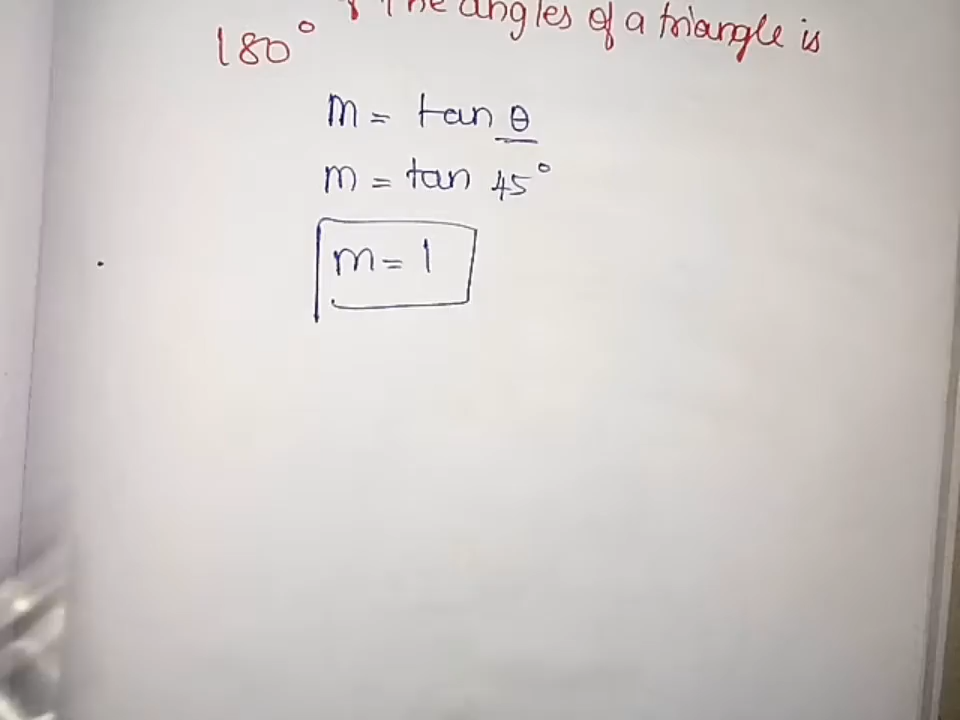 The angles of a triangle is
180°
m = tan θ
m = tan 45°
m = 1